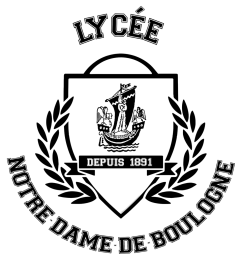 LYCÉE
DEPUIS 1891
NOTRE DAME DE BOULOGNE